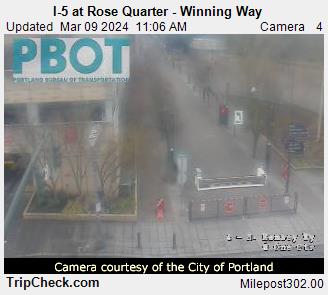 I-5 at Rose Quarter - Winning Way
Updated Mar 09 2024 11:06 AM Camera 4
PBOT
PORTLAND BUREAU OF TRANSPORTATION
Camera courtesy of the City of Portland
TripCheck.com Milepost302.00